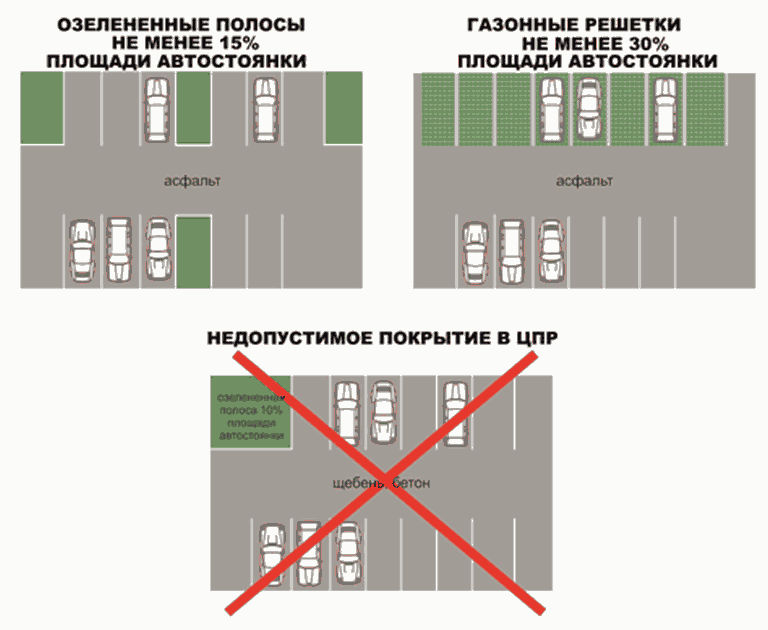 ОЗЕЛЕНЕННЫЕ ПОЛОСЫ
НЕ МЕНЕЕ 15%
ПЛОЩАДИ АВТОСТОЯНКИ
асфальт
ГАЗОННЫЕ РЕШЕТКИ
НЕ МЕНЕЕ 30%
ПЛОЩАДИ АВТОСТОЯНКИ
асфальт
НЕДОПУСТИМОЕ ПОКРЫТИЕ В ЦПР
озелененная
полоса 10%
площади
автостоянки
щебень, бетон